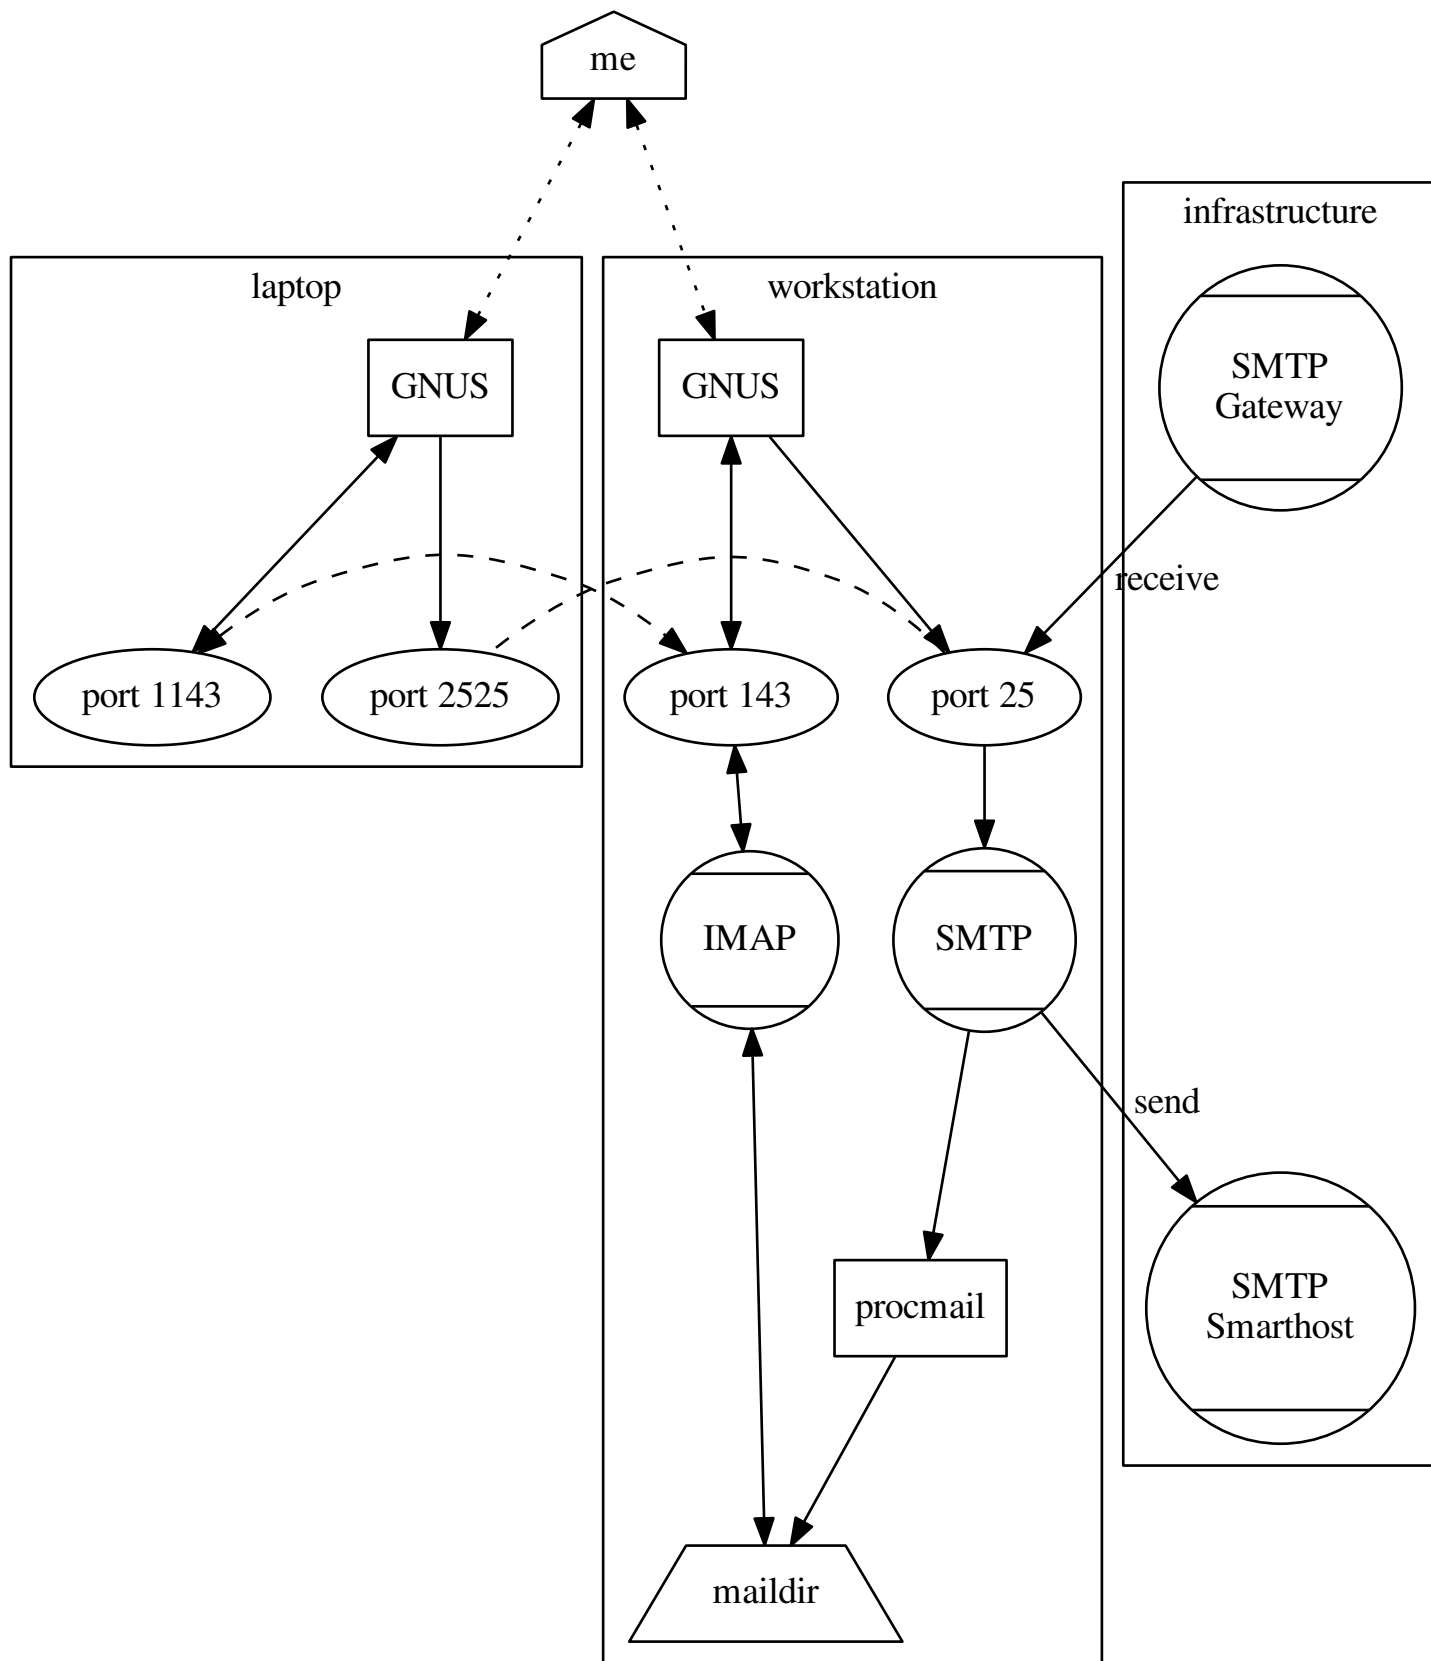 me
infrastructure
laptop
workstation
SMTP
Gateway
GNUS
GNUS
receive
port 1143
port 2525
port 143
port 25
IMAP
SMTP
send
procmail
SMTP
Smarthost
maildir